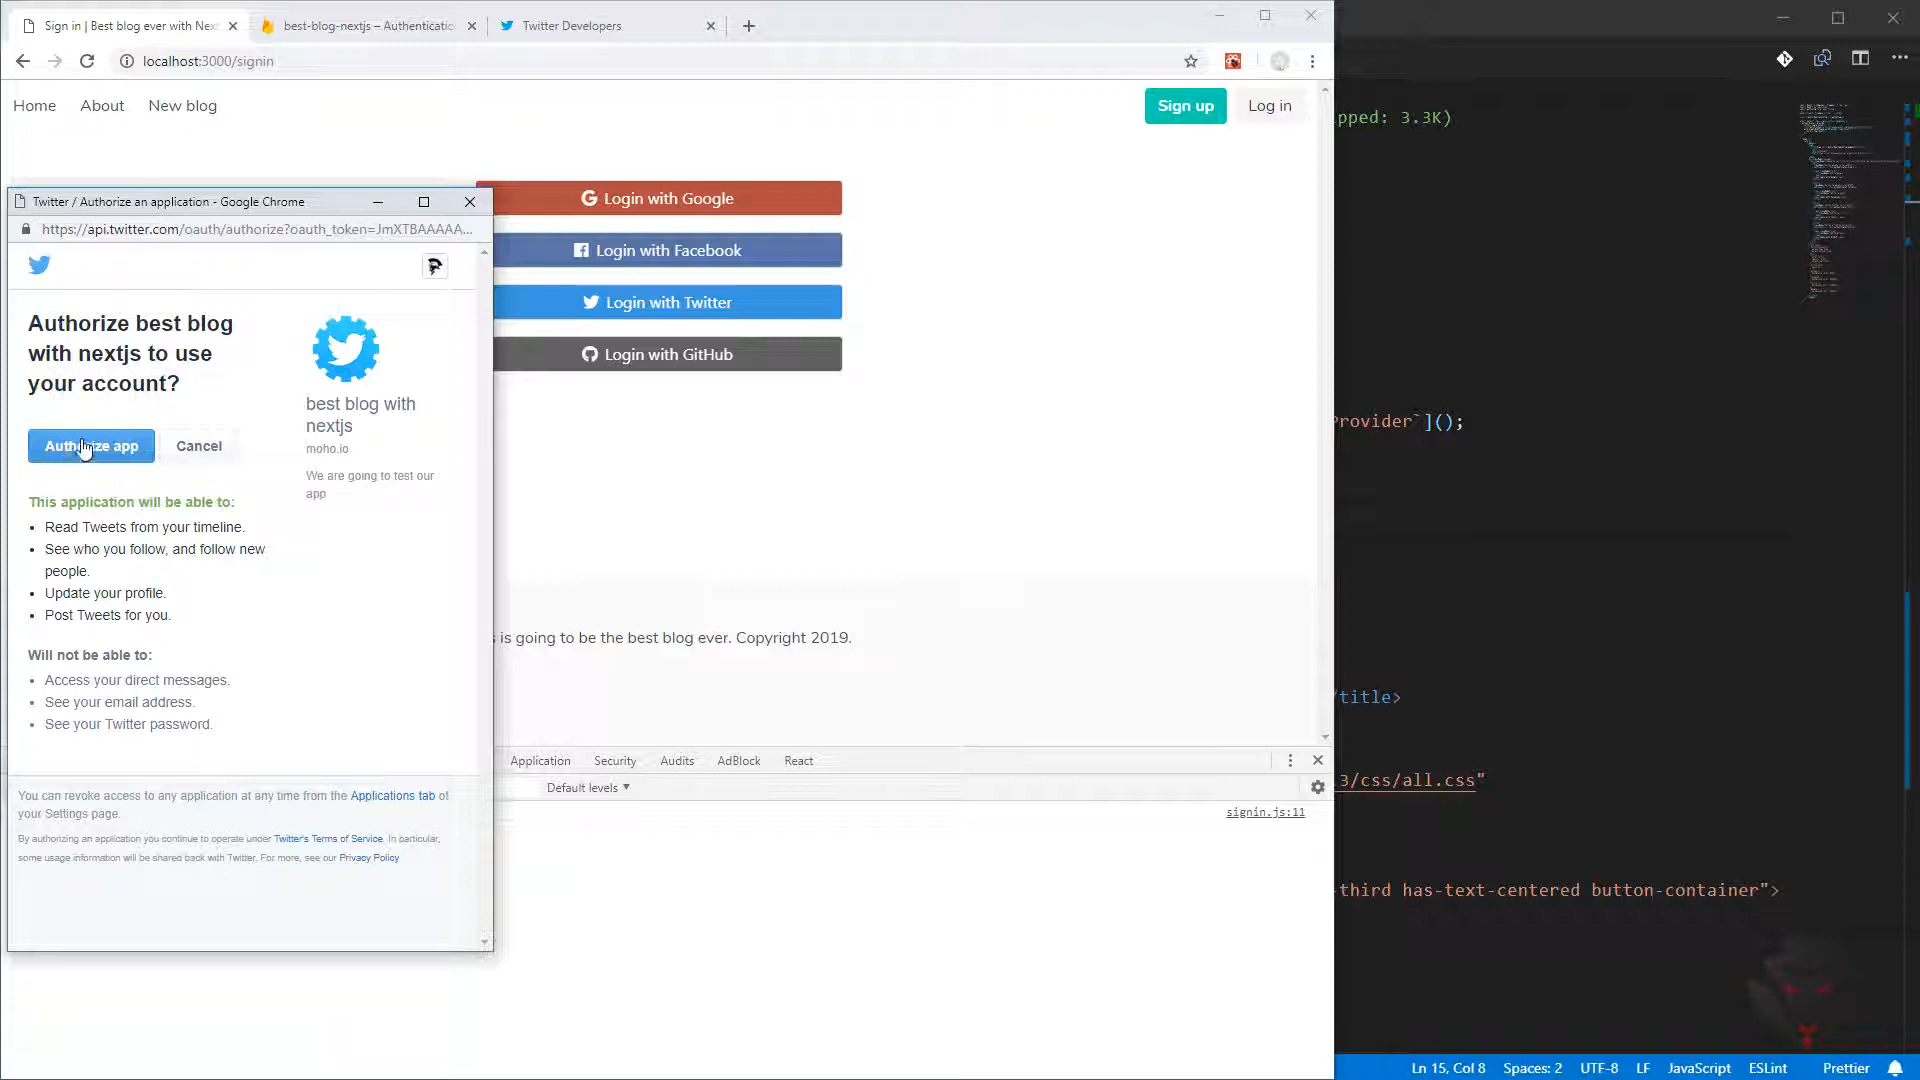 Sign in | Best blog ever with Nex
best-blog-nextjs – Authenticatio
Twitter Developers
localhost:3000/signin
Home
About
New blog
Sign up
Log in
Login with Google
Login with Facebook
Login with Twitter
Login with GitHub
Twitter / Authorize an application - Google Chrome
https://api.twitter.com/oauth/authorize?oauth_token=JmXTBAAAAA...
Authorize best blog
with nextjs to use
your account?
Authorize app
Cancel
best blog with
nextjs
moho.io
We are going to test our
app
This application will be able to:
Read Tweets from your timeline.
See who you follow, and follow new
people.
Update your profile.
Post Tweets for you.
Will not be able to:
Access your direct messages.
See your email address.
See your Twitter password.
You can revoke access to any application at any time from the Applications tab of
your Settings page.
By authorizing an application you continue to operate under Twitter's Terms of Service. In particular,
some usage information will be shared back with Twitter. For more, see our Privacy Policy
s is going to be the best blog ever. Copyright 2019.
Application
Security
Audits
AdBlock
React
Default levels
signin.js:11
pped: 3.3K)
Provider`]();
/title>
3/css/all.css"
-third has-text-centered button-container">
Ln 15, Col 8
Spaces: 2
UTF-8
LF
JavaScript
ESLint
Prettier